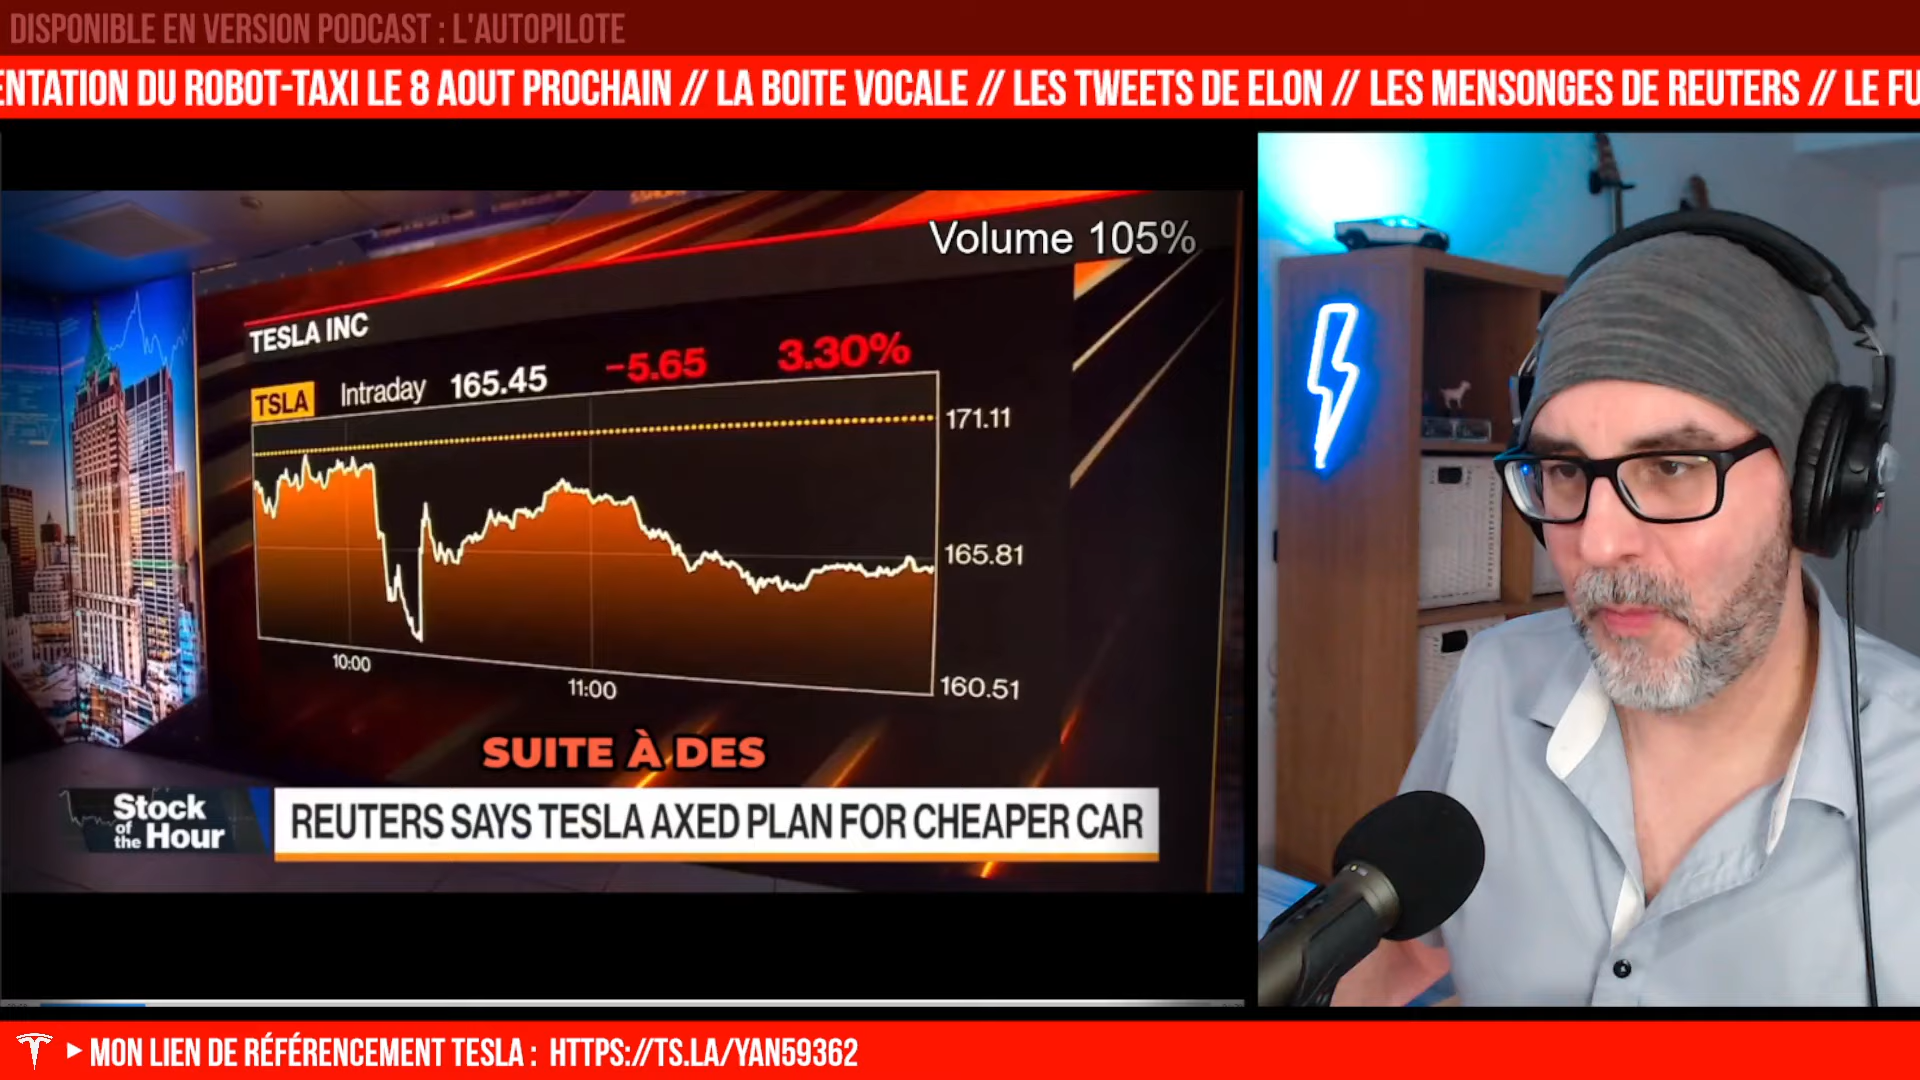 DISPONIBLE EN VERSION PODCAST : L'AUTOPILOTE
ENTATION DU ROBOT-TAXI LE 8 AOUT PROCHAIN // LA BOITE VOCALE // LES TWEETS DE ELON // LES MENSONGES DE REUTERS // LE FU
Volume 105%
TESLA INC
TSLA Intraday 165.45 -5.65 3.30%
171.11
165.81
160.51
10:00
11:00
SUITE À DES
Stock of the Hour
REUTERS SAYS TESLA AXED PLAN FOR CHEAPER CAR
MON LIEN DE RÉFÉRENCEMENT TESLA : HTTPS://TS.LA/YAN59362